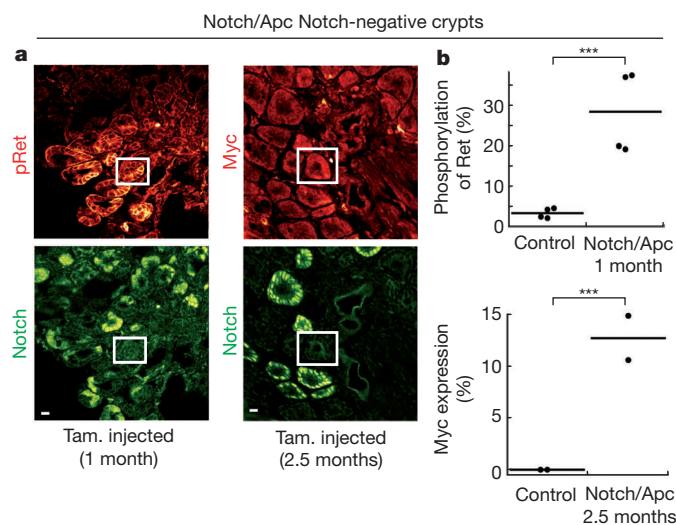 Notch/Apc Notch-negative crypts
a
pRet
Myc
Notch
Notch
Tam. injected
(1 month)
Tam. injected
(2.5 months)
b
***
Phosphorylation
of Ret (%)
30
20
10
5
0
Control
Notch/Apc
1 month
***
Myc expression
(%)
15
10
5
0
Control
Notch/Apc
2.5 months